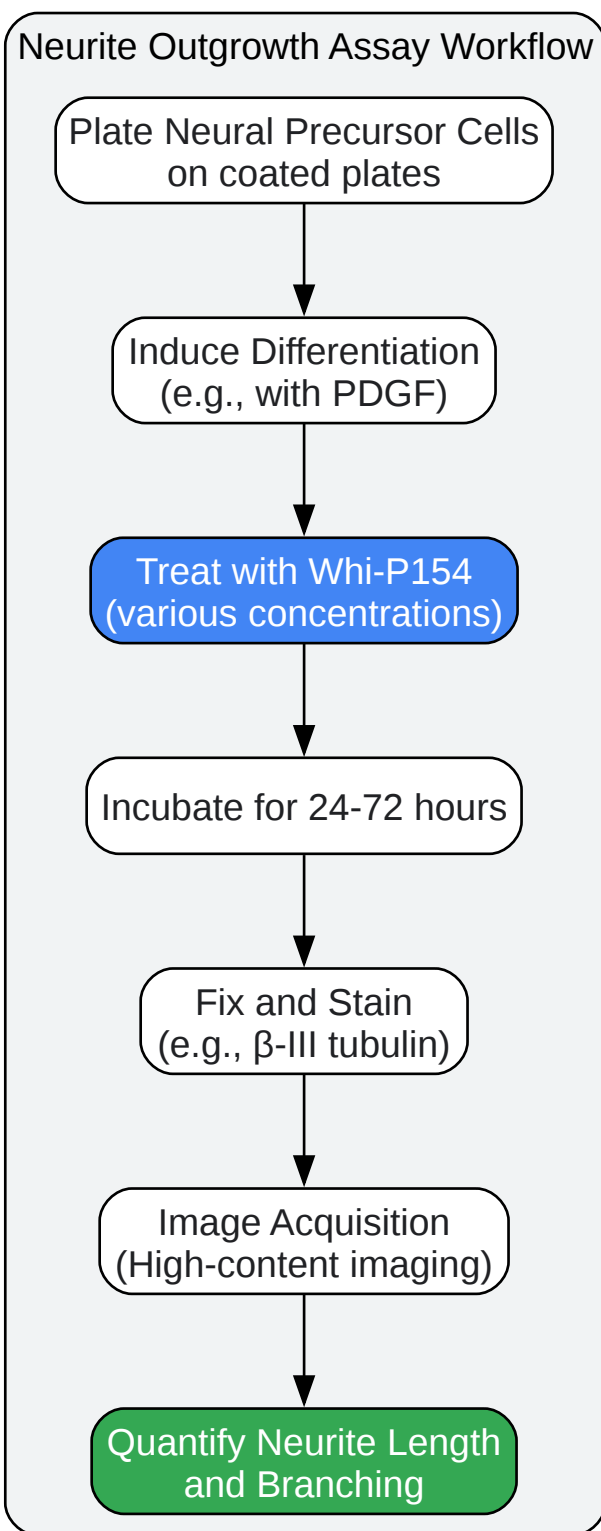 Neurite Outgrowth Assay Workflow
Plate Neural Precursor Cells
on coated plates
Induce Differentiation
(e.g., with PDGF)
Treat with Whi-P154
(various concentrations)
Incubate for 24-72 hours
Fix and Stain
(e.g., β-III tubulin)
Image Acquisition
(High-content imaging)
Quantify Neurite Length
and Branching